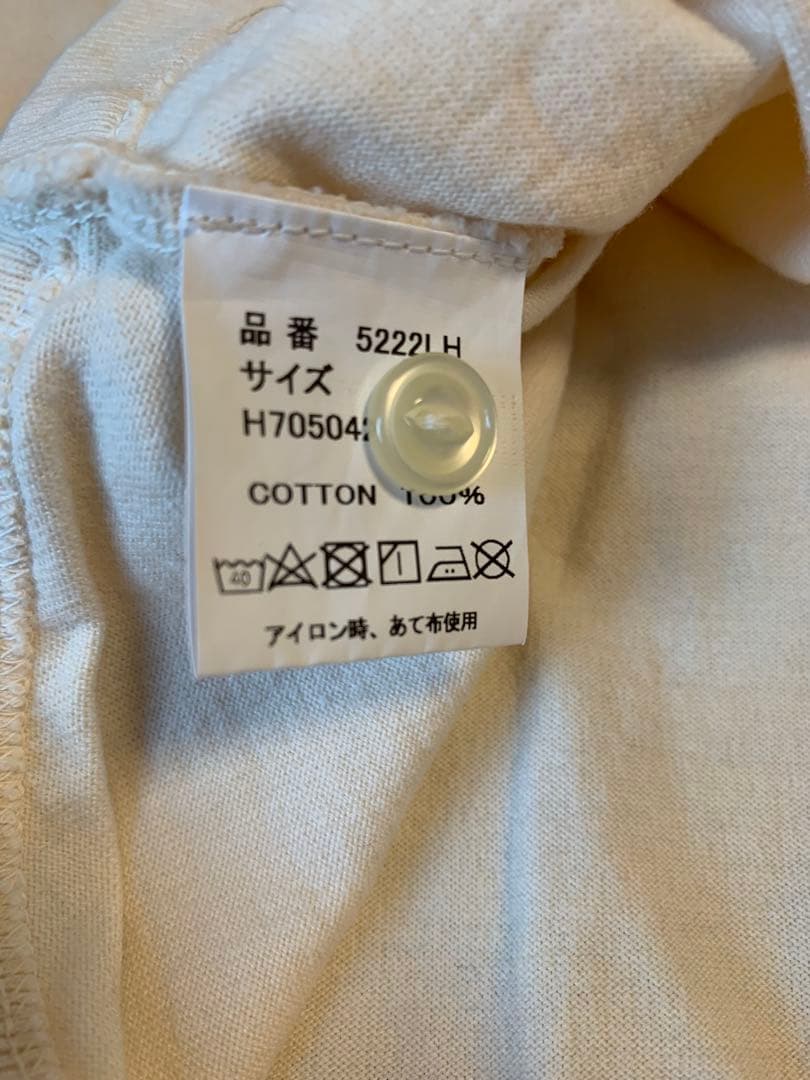 品番 5222LH
サイズ
H70504
COTTON 100%
40
アイロン時、あて布使用